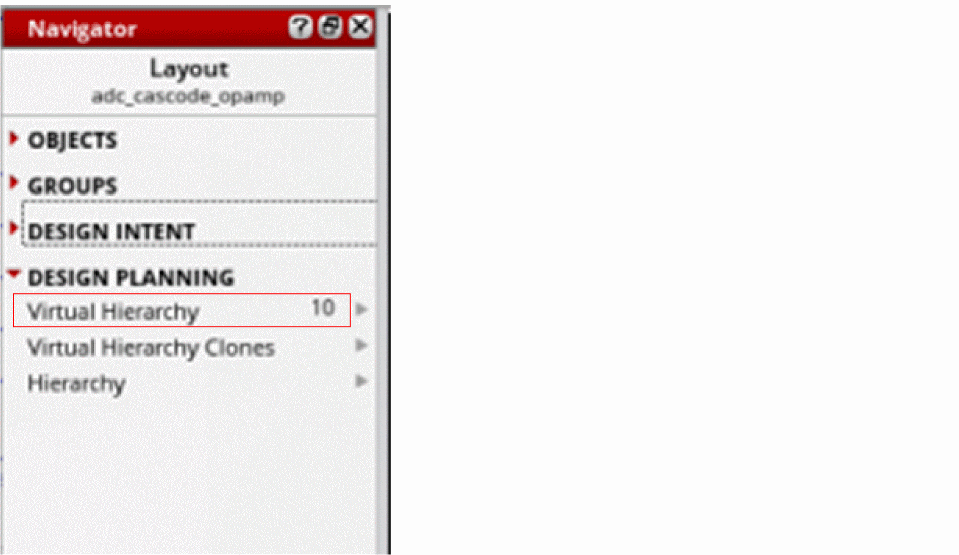 Navigator
Layout
adc_cascode_opamp
OBJECTS
GROUPS
DESIGN INTENT
DESIGN PLANNING
Virtual Hierarchy 10
Virtual Hierarchy Clones
Hierarchy